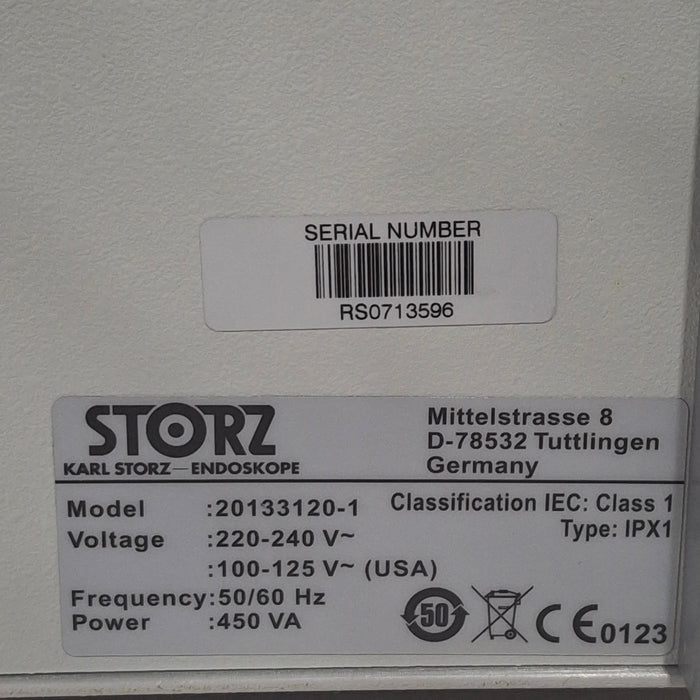 SERIAL NUMBER
RS0713596
STORZ
KARL STORZ—ENDOSKOPE
Mittelstrasse 8
D-78532 Tuttlingen
Germany
Model :20133120-1
Classification IEC: Class 1
Type: IPX1
Voltage :220-240 V~
:100-125 V~ (USA)
Frequency:50/60 Hz
Power :450 VA
50
CE0123